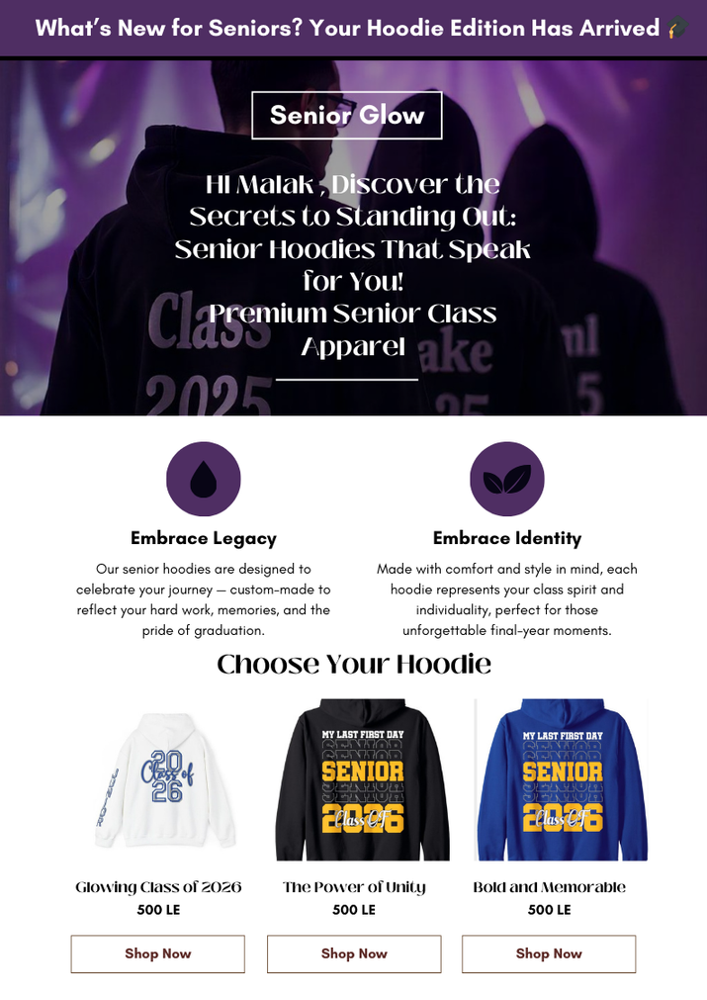 What's New for Seniors? Your Hoodie Edition Has Arrived
Senior Glow
HI Malak , Discover the
Secrets to Standing Out:
Senior Hoodies That Speak
for You!
Premium Senior Class
Apparel
Class
2025
ake
25
ml
5
Embrace Legacy
Embrace Identity
Our senior hoodies are designed to
celebrate your journey — custom-made to
reflect your hard work, memories, and the
pride of graduation.
Made with comfort and style in mind, each
hoodie represents your class spirit and
individuality, perfect for those
unforgettable final-year moments.
Choose Your Hoodie
20
Class of
26
MY LAST FIRST DAY
SENIOR
SENIOR
SENIOR
Class Of
2026
MY LAST FIRST DAY
SENIOR
SENIOR
SENIOR
Class Of
2026
Glowing Class of 2026
The Power of Unity
Bold and Memorable
500 LE
500 LE
500 LE
Shop Now
Shop Now
Shop Now